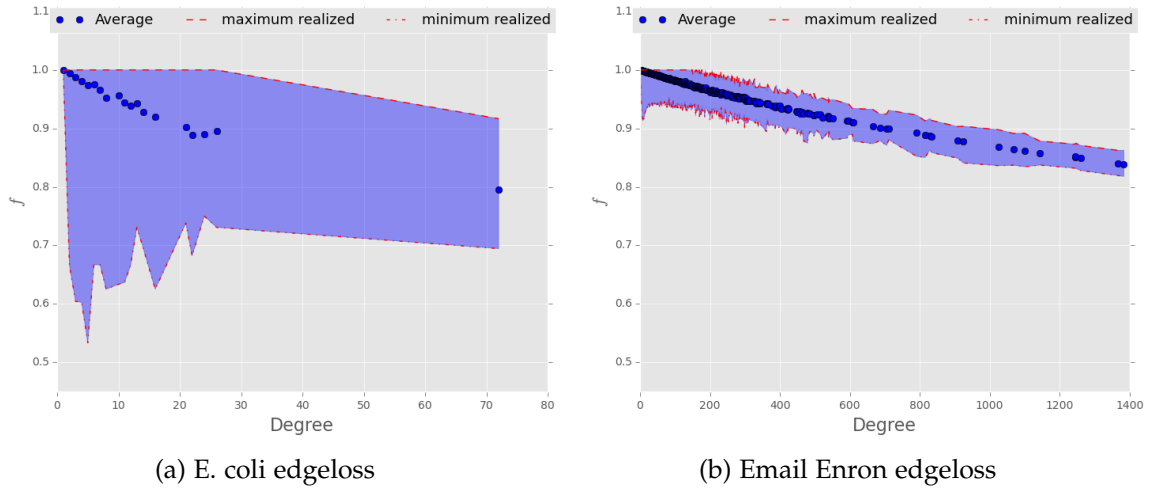 Average maximum realized minimum realized
1.1
1.0
0.9
0.8
0.7
0.6
0.5
f
0 10 20 30 40 50 60 70 80
Degree
(a) E. coli edgeloss
Average maximum realized minimum realized
1.1
1.0
0.9
0.8
0.7
0.6
0.5
f
0 200 400 600 800 1000 1200 1400
Degree
(b) Email Enron edgeloss